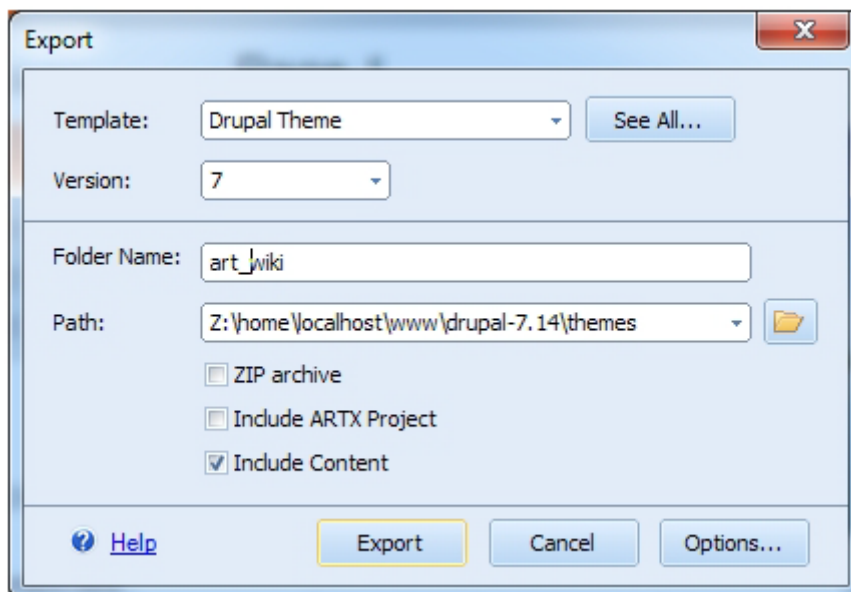 Export
Template: Drupal Theme See All...
Version: 7
Folder Name: art_wiki
Path: Z:\home\localhost\www\drupal-7.14\themes
ZIP archive
Include ARTX Project
Include Content
Help Export Cancel Options...